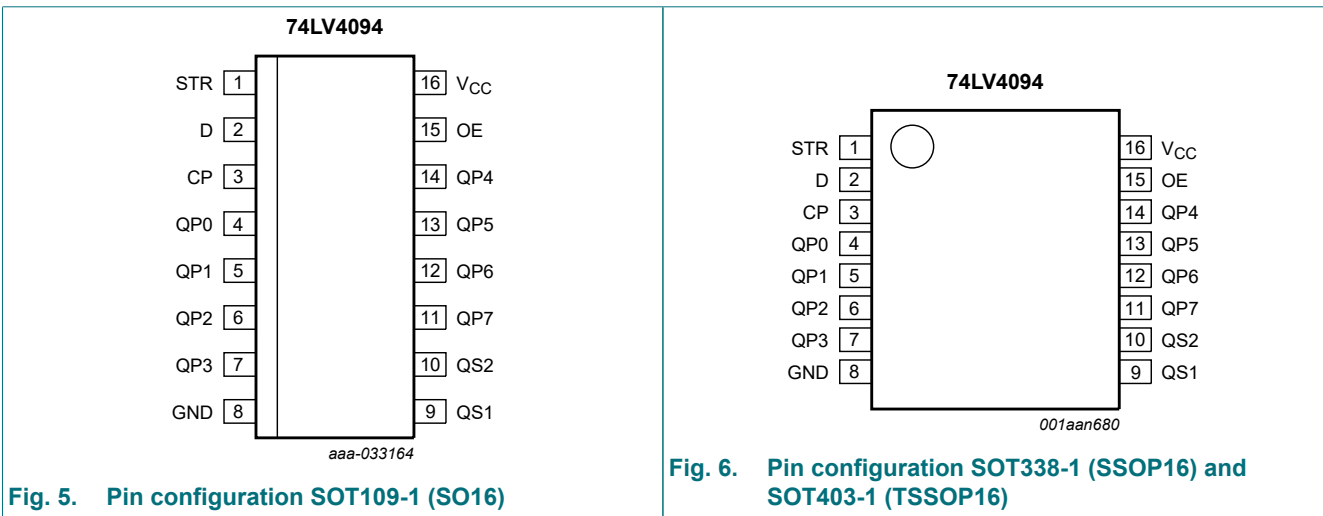 74LV4094
STR 1 16 VCC
D 2 15 OE
CP 3 14 QP4
QP0 4 13 QP5
QP1 5 12 QP6
QP2 6 11 QP7
QP3 7 10 QS2
GND 8 9 QS1
aaa-033164
Fig. 5. Pin configuration SOT109-1 (SO16)
74LV4094
STR 1 16 VCC
D 2 15 OE
CP 3 14 QP4
QP0 4 13 QP5
QP1 5 12 QP6
QP2 6 11 QP7
QP3 7 10 QS2
GND 8 9 QS1
001aan680
Fig. 6. Pin configuration SOT338-1 (SSOP16) and
SOT403-1 (TSSOP16)